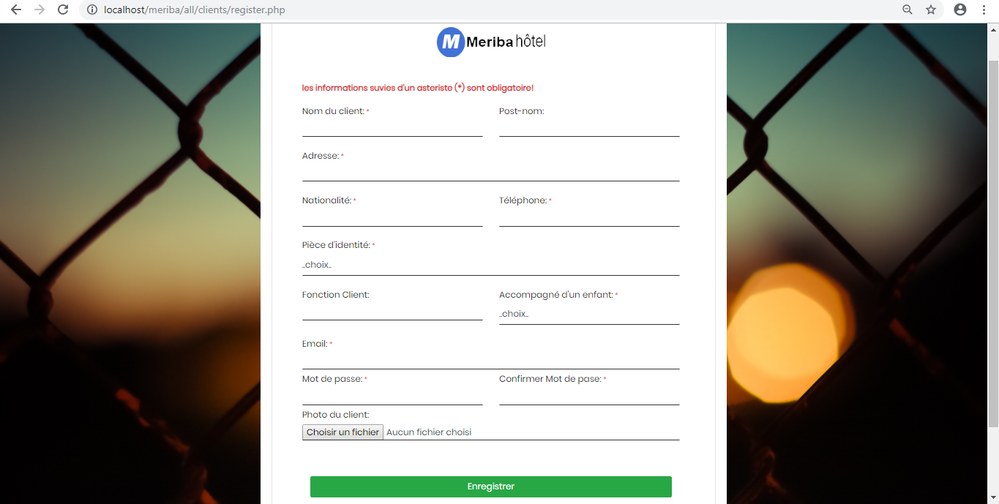 localhost/meriba/all/clients/register.php
M Meriba hôtel
les informations suvies d'un asteriste (*) sont obligatoire!
Nom du client: * Post-nom:
Adresse: *
Nationalité: * Téléphone: *
Pièce d'identité: *
..choix..
Fonction Client: Accompagné d'un enfant: *
..choix..
Email: *
Mot de passe: * Confirmer Mot de pase: *
Photo du client:
Choisir un fichier Aucun fichier choisi
Enregistrer